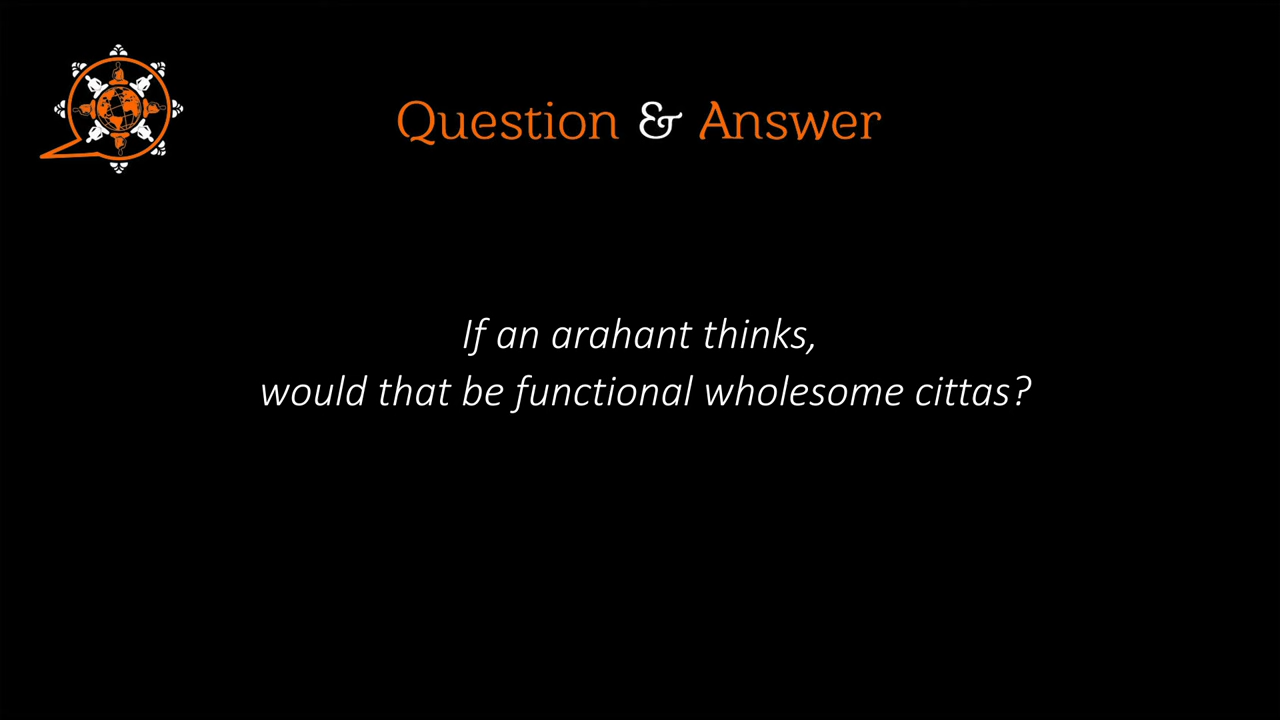 Question & Answer
If an arahant thinks,
would that be functional wholesome cittas?